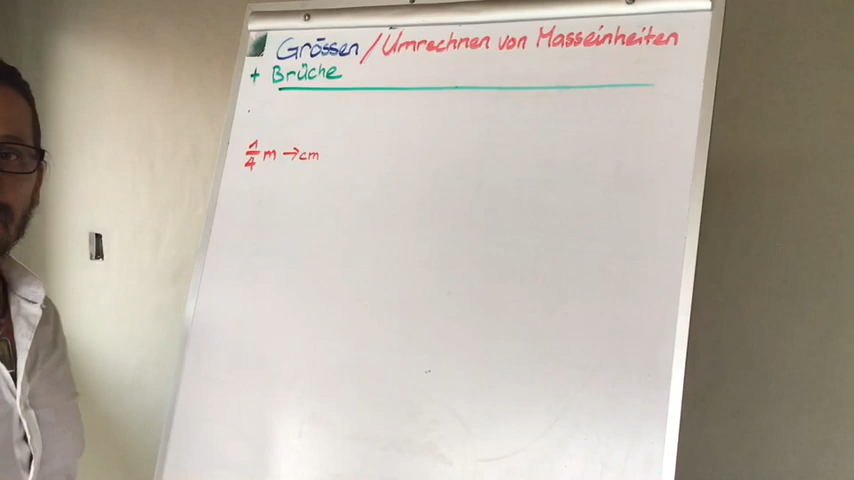 Grössen / Umrechnen von Masseinheiten
+ Brüche
1/4 m → cm